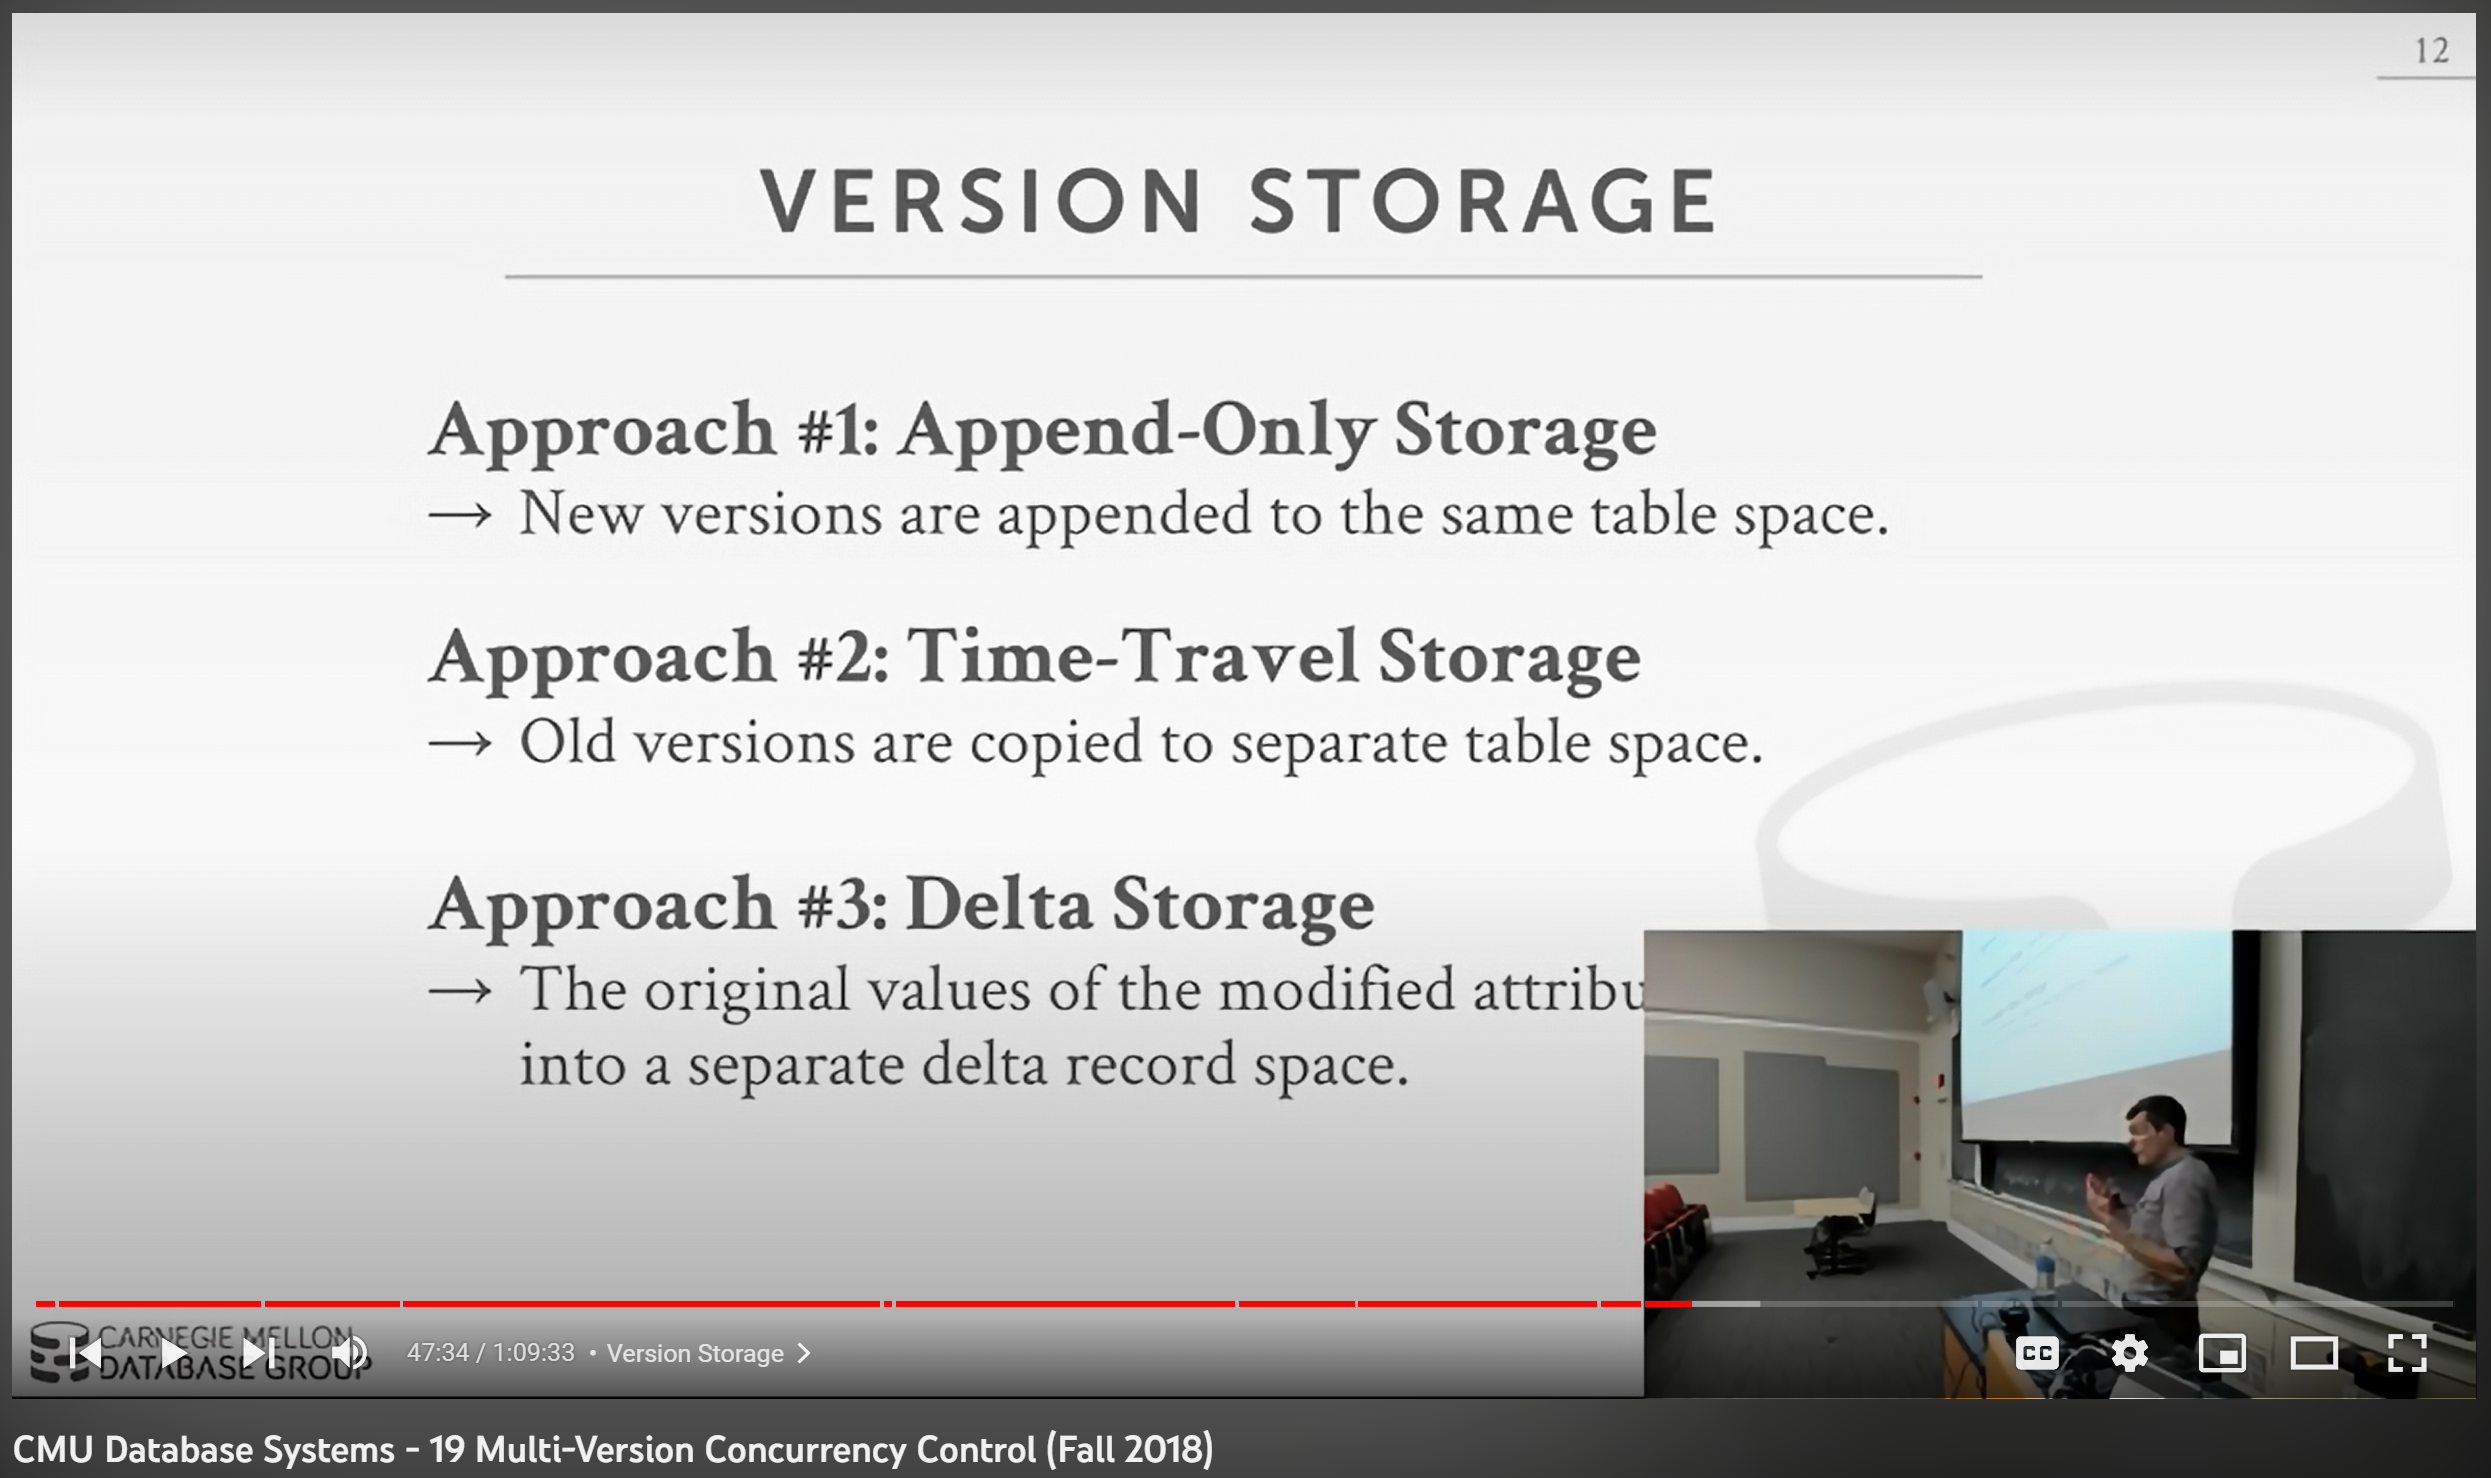 12
VERSION STORAGE
Approach #1: Append-Only Storage
→ New versions are appended to the same table space.
Approach #2: Time-Travel Storage
→ Old versions are copied to separate table space.
Approach #3: Delta Storage
→ The original values of the modified attribu
into a separate delta record space.
CARNEGIE MELLON
DATABASE GROUP
47:34 / 1:09:33 • Version Storage
CC
CMU Database Systems - 19 Multi-Version Concurrency Control (Fall 2018)